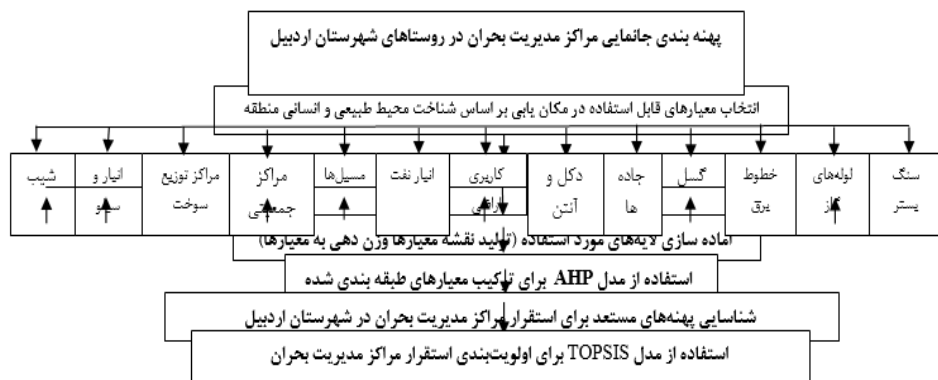 پهنه بندی جانمایی مراکز مدیریت بحران در روستاهای شهرستان اردبیل
انتخاب معیارهای قابل استفاده در مکان یابی بر اساس شناخت محیط طبیعی و انسانی منطقه
سنگ
بستر
لوله‌های
گاز
خطوط
برق
گسل
جاده
ها
دکل و
آنتن
کاربری
اراضی
انبار نفت
مسیل‌ها
مراکز
جمعیتی
مراکز توزیع
سوخت
انبار و
سیلو
شیب
آماده سازی لایه‌های مورد استفاده (تولید نقشه معیارها وزن دهی به معیارها)
استفاده از مدل AHP برای ترکیب معیارهای طبقه بندی شده
شناسایی پهنه‌های مستعد برای استقرار مراکز مدیریت بحران در شهرستان اردبیل
استفاده از مدل TOPSIS برای اولویت‌بندی استقرار مراکز مدیریت بحران